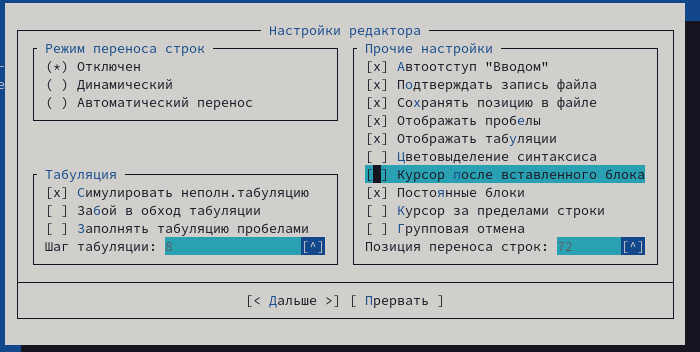 Настройки редактора
Режим переноса строк
(*) Отключен
( ) Динамический
( ) Автоматический перенос
Табуляция
[x] Симулировать неполн.табуляцию
[ ] Забой в обход табуляции
[ ] Заполнять табуляцию пробелами
Шаг табуляции: 8 [^]
Прочие настройки
[x] Автоотступ "Вводом"
[x] Подтверждать запись файла
[x] Сохранять позицию в файле
[x] Отображать пробелы
[x] Отображать табуляции
[ ] Цветовыделение синтаксиса
[ ] Курсор после вставленного блока
[x] Постоянные блоки
[ ] Курсор за пределами строки
[ ] Групповая отмена
Позиция переноса строк: 72 [^]
[< Дальше >] [ Прервать ]